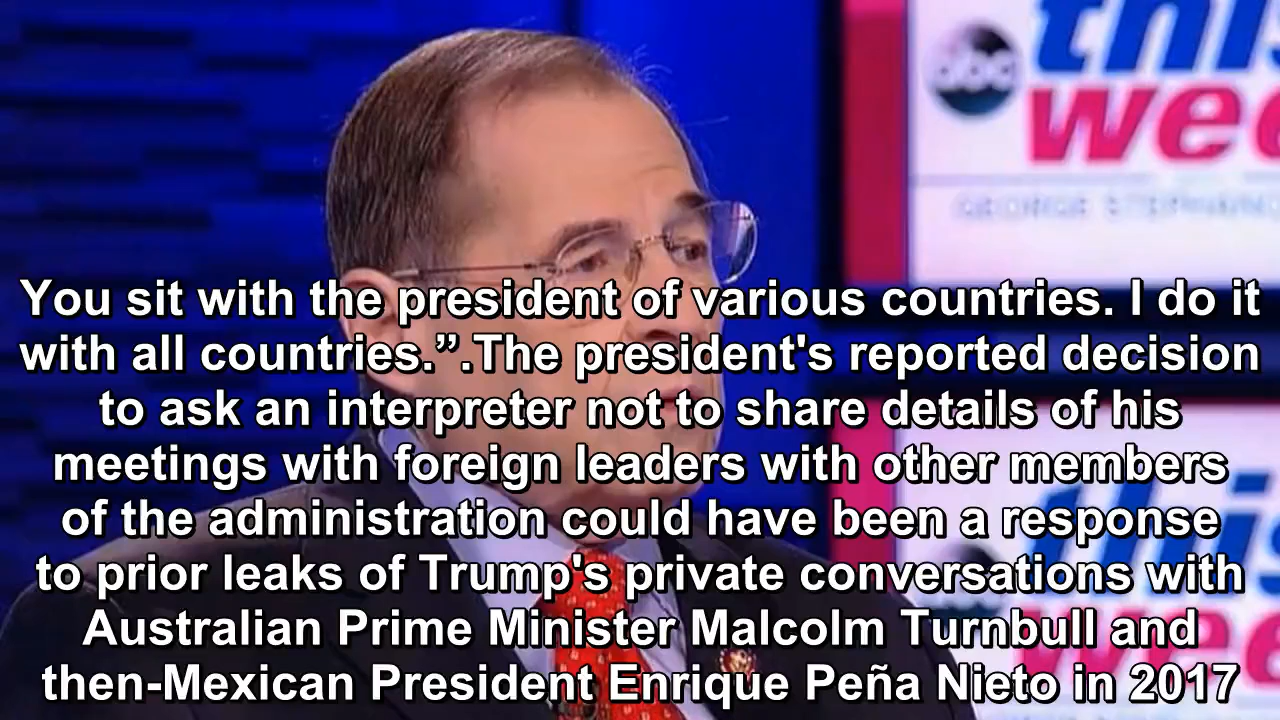 abc
this
week
GEORGE STEPHANOPOULOS
You sit with the president of various countries. I do it
with all countries.”.The president's reported decision
to ask an interpreter not to share details of his
meetings with foreign leaders with other members
of the administration could have been a response
to prior leaks of Trump's private conversations with
Australian Prime Minister Malcolm Turnbull and
then-Mexican President Enrique Peña Nieto in 2017